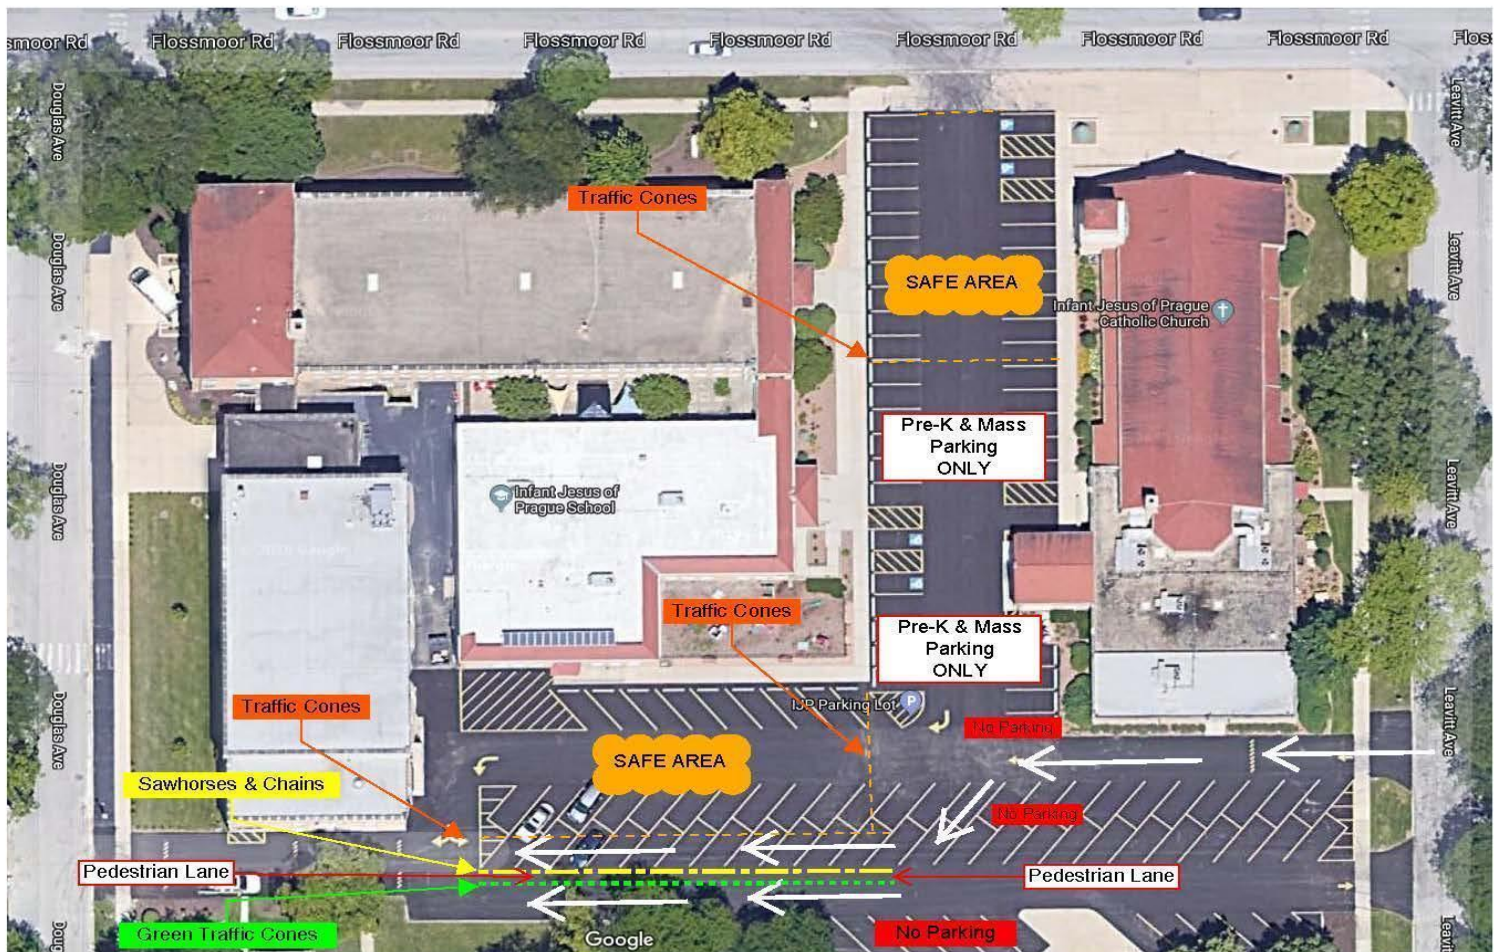 smoor Rd
Flossmoor Rd
Flossmoor Rd
Flossmoor Rd
Flossmoor Rd
Flossmoor Rd
Flossmoor Rd
Flossmoor Rd
Flos
Douglas Ave
Leavitt Ave
Traffic Cones
Douglas Ave
Leavitt Ave
SAFE AREA
Infant Jesus of Prague
Catholic Church
Pre-K & Mass
Parking
ONLY
Infant Jesus of
Prague School
Douglas Ave
Leavitt Ave
Traffic Cones
Pre-K & Mass
Parking
ONLY
Traffic Cones
IJP Parking Lot
P
No Parking
Douglas Ave
Leavitt Ave
SAFE AREA
Sawhorses & Chains
No Parking
Pedestrian Lane
Pedestrian Lane
Green Traffic Cones
Google
No Parking
Dou
Leavi